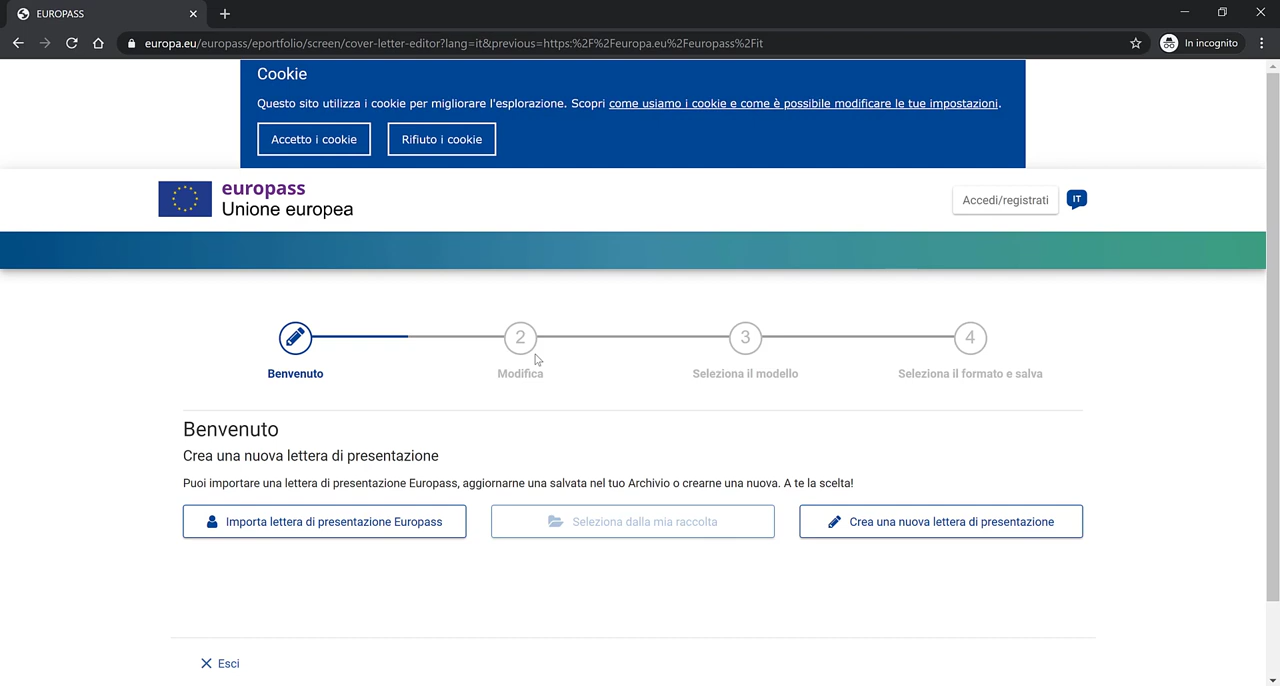 EUROPASS
europa.eu/europass/eportfolio/screen/cover-letter-editor?lang=it&previous=https:%2F%2Feuropa.eu%2Feuropass%2Fit
In incognito
Cookie
Questo sito utilizza i cookie per migliorare l'esplorazione. Scopri come usiamo i cookie e come è possibile modificare le tue impostazioni.
Accetto i cookie Rifiuto i cookie
europass
Unione europea
Accedi/registrati
IT
2 3 4
Benvenuto Modifica Seleziona il modello Seleziona il formato e salva
Benvenuto
Crea una nuova lettera di presentazione
Puoi importare una lettera di presentazione Europass, aggiornarne una salvata nel tuo Archivio o crearne una nuova. A te la scelta!
Importa lettera di presentazione Europass Seleziona dalla mia raccolta Crea una nuova lettera di presentazione
Esci